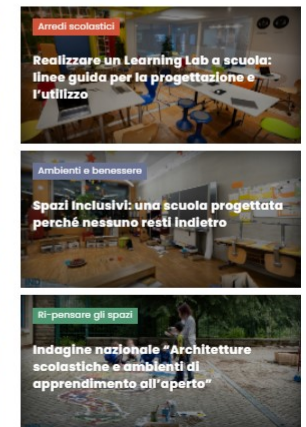 Arredi scolastici
Realizzare un Learning Lab a scuola:
linee guida per la progettazione e
l'utilizzo
Ambienti e benessere
Spazi Inclusivi: una scuola progettata
perché nessuno resti indietro
Ri-pensare gli spazi
Indagine nazionale “Architetture
scolastiche e ambienti di
apprendimento all’aperto”